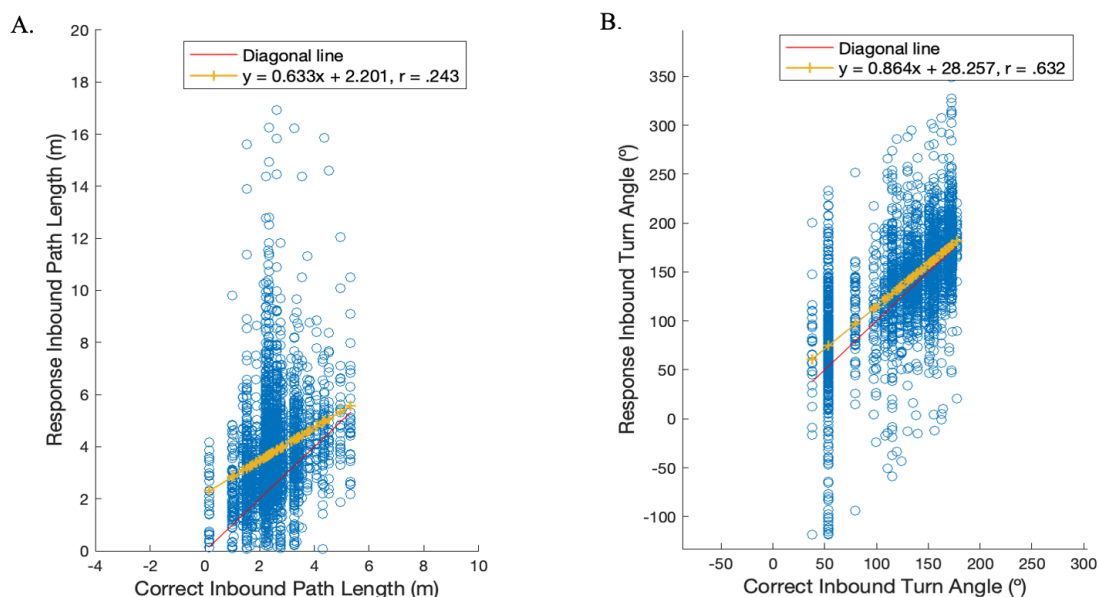 A.
Diagonal line
y = 0.633x + 2.201, r = .243
Response Inbound Path Length (m)
20
18
16
14
12
10
8
6
4
2
0
-4 -2 0 2 4 6 8 10
Correct Inbound Path Length (m)
B.
Diagonal line
y = 0.864x + 28.257, r = .632
Response Inbound Turn Angle (º)
350
300
250
200
150
100
50
0
-50
-100
-50 0 50 100 150 200 250 300
Correct Inbound Turn Angle (º)